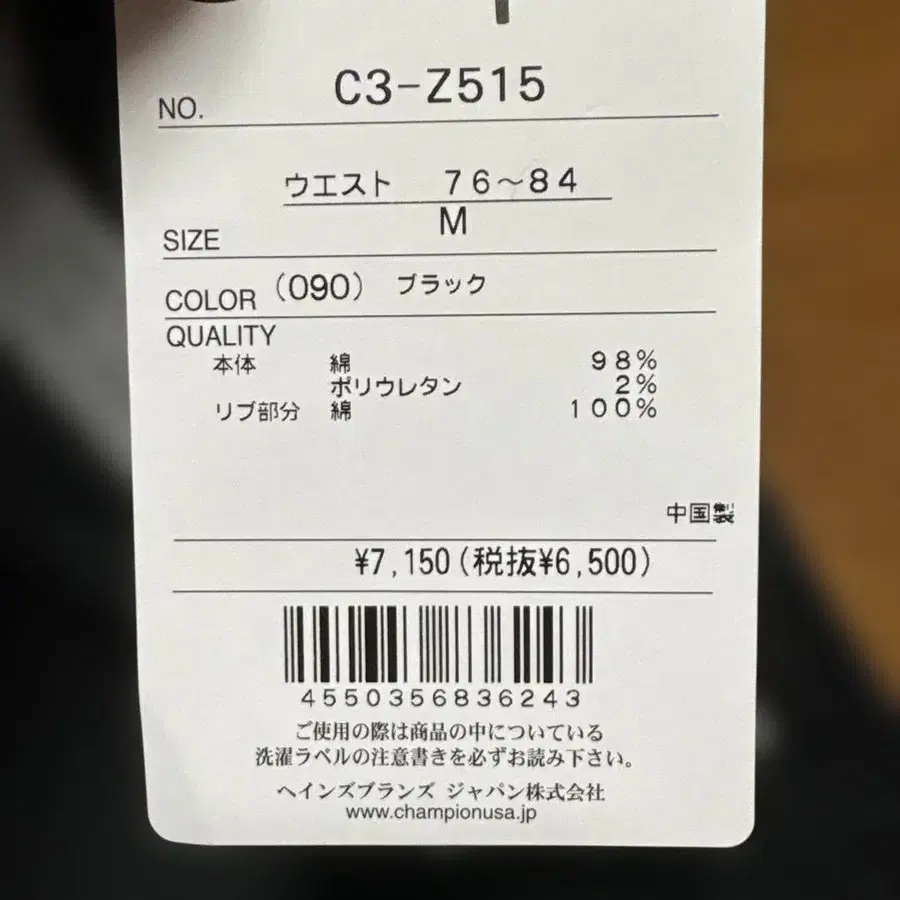 NO. C3-Z515
ウエスト 76〜84
SIZE M
COLOR (090) ブラック
QUALITY
本体 綿 98%
ポリウレタン 2%
リブ部分 綿 100%
中国製
¥7,150(税抜¥6,500)
4550356836243
ご使用の際は商品の中についている
洗濯ラベルの注意書きを必ずお読み下さい。
ヘインズブランズ ジャパン株式会社
www.championusa.jp